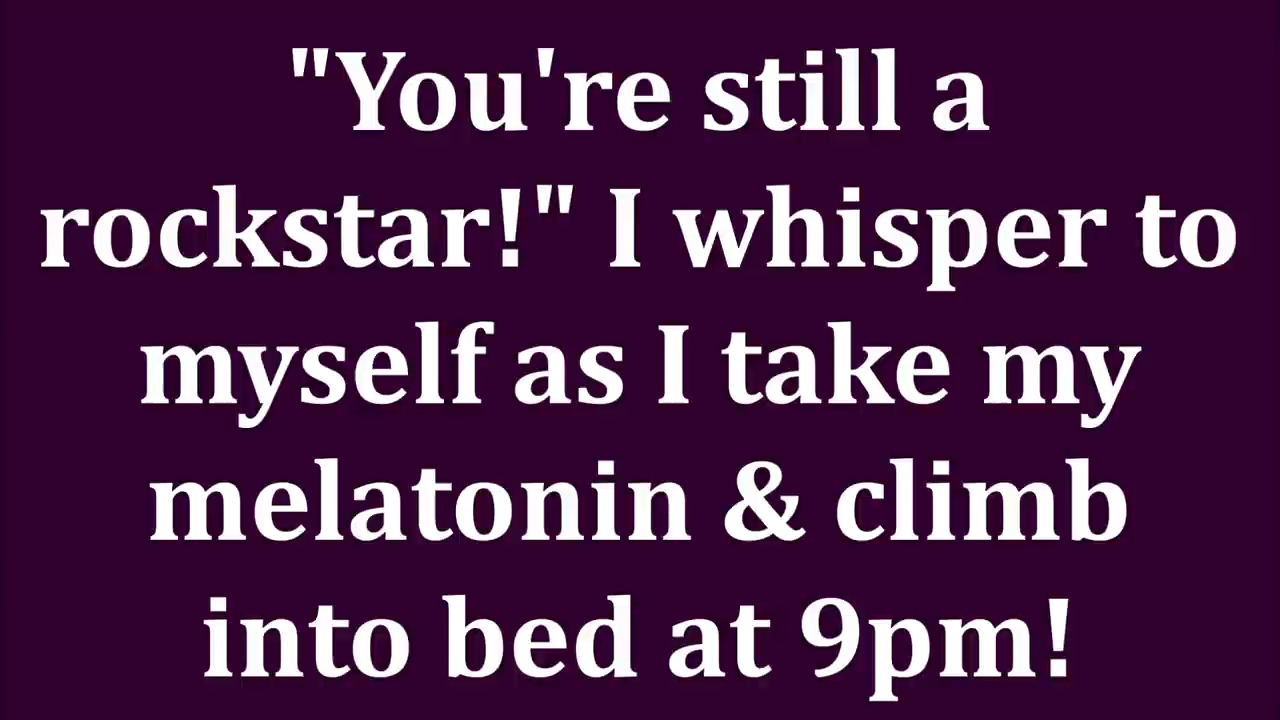 "You're still a
rockstar!" I whisper to
myself as I take my
melatonin & climb
into bed at 9pm!